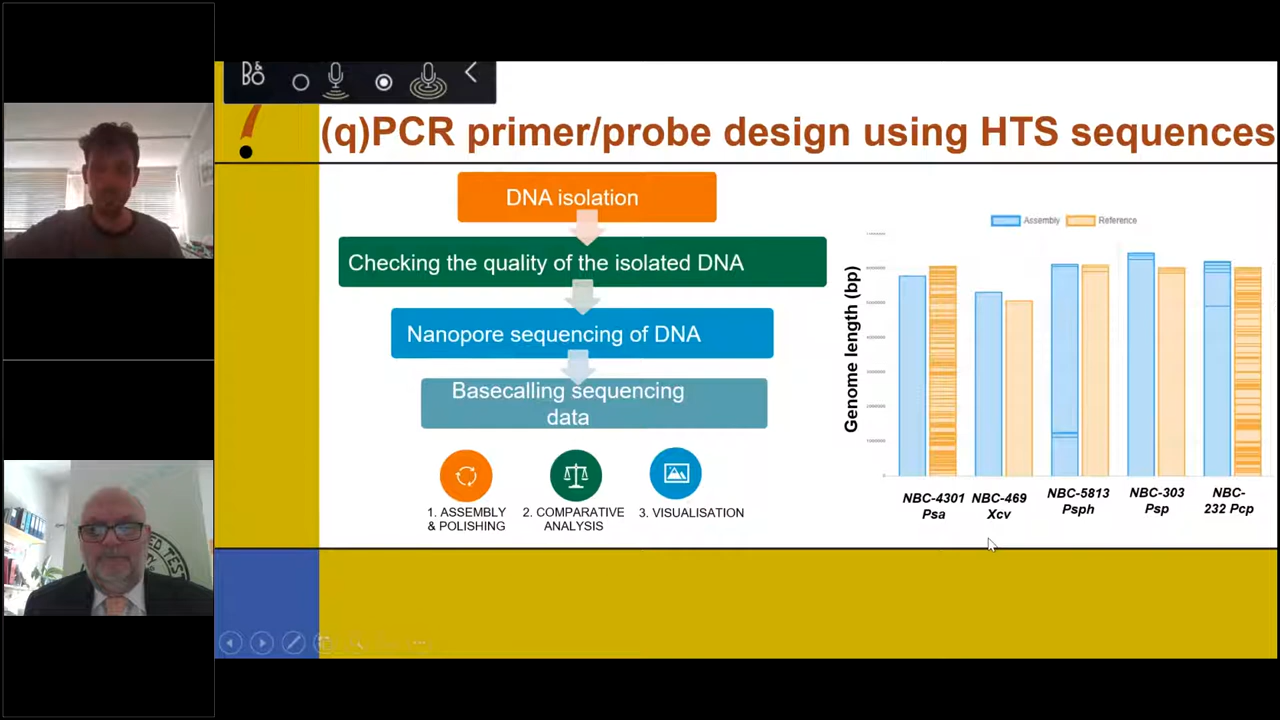 (q)PCR primer/probe design using HTS sequences
DNA isolation
Checking the quality of the isolated DNA
Nanopore sequencing of DNA
Basecalling sequencing
data
1. ASSEMBLY
& POLISHING
2. COMPARATIVE
ANALYSIS
3. VISUALISATION
Assembly
Reference
Genome length (bp)
NBC-4301
Psa
NBC-469
Xcv
NBC-5813
Psph
NBC-303
Psp
NBC-
232 Pcp